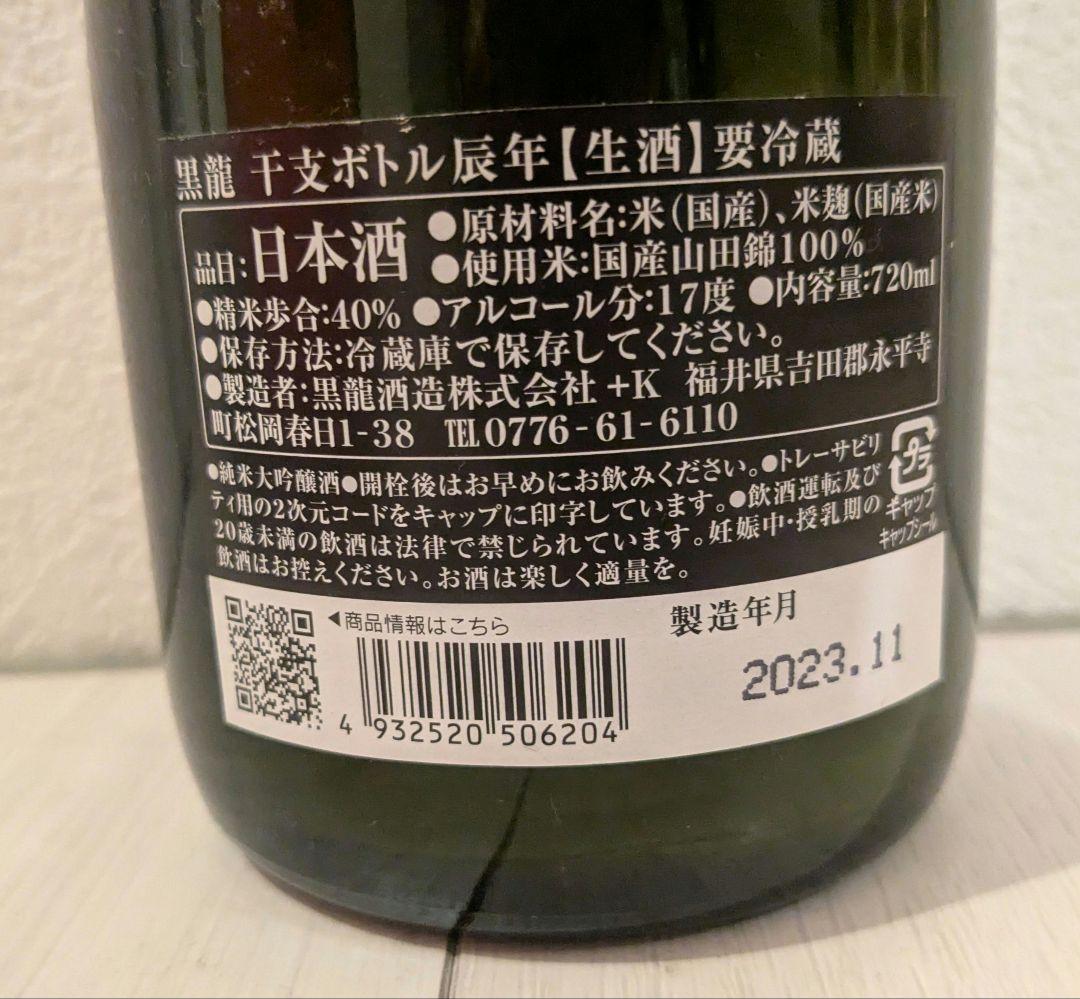 黒龍 干支ボトル辰年【生酒】要冷蔵
品目:日本酒
●原材料名:米(国産)、米麹(国産米)
●使用米:国産山田錦100%
●精米歩合:40% ●アルコール分:17度 ●内容量:720ml
●保存方法:冷蔵庫で保存してください。
●製造者:黒龍酒造株式会社 +K 福井県吉田郡永平寺
町松岡春日1-38 TEL0776-61-6110
●純米大吟醸酒●開栓後はお早めにお飲みください。●トレーサビリ
ティ用の2次元コードをキャップに印字しています。●飲酒運転及び
20歳未満の飲酒は法律で禁じられています。妊娠中・授乳期の
飲酒はお控えください。お酒は楽しく適量を。
プラ
キャップ
キャップシール
◀商品情報はこちら
4 932520 506204
製造年月
2023.11